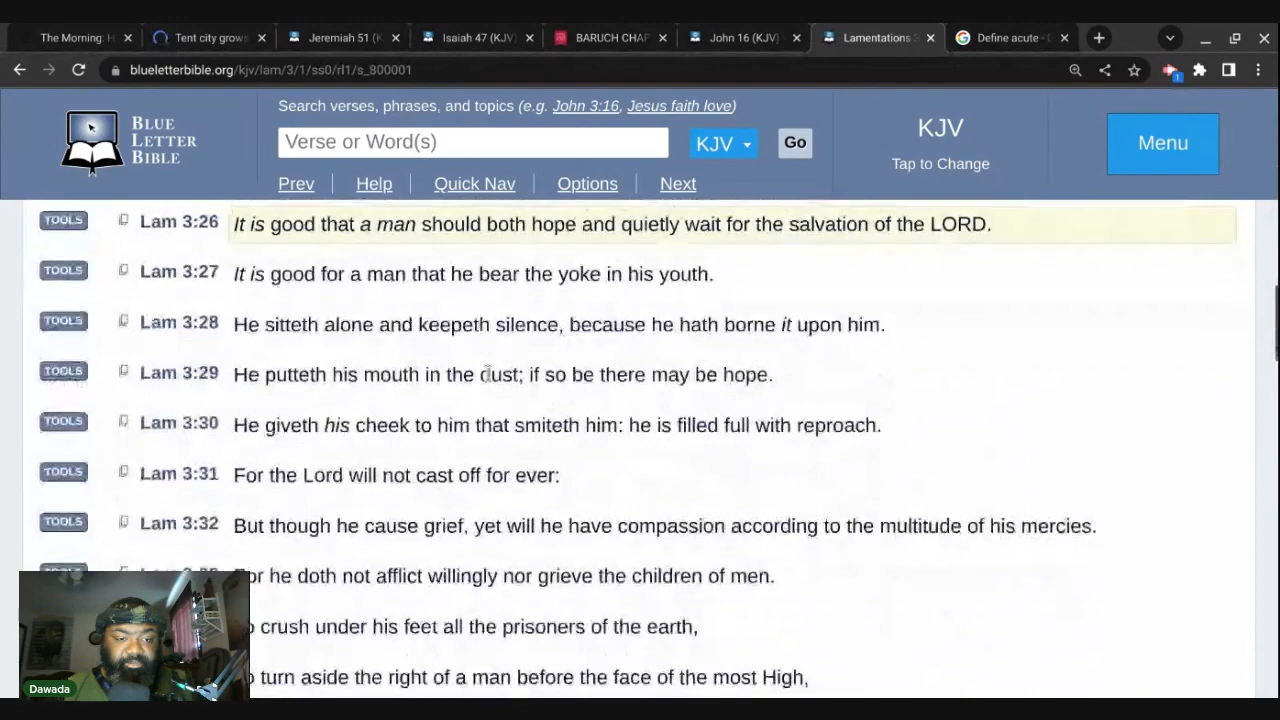 The Morning: H
Tent city grows
Jeremiah 51 (K
Isaiah 47 (KJV)
BARUCH CHAP
John 16 (KJV)
Lamentations
Define acute -
blueletterbible.org/kjv/lam/3/1/ss0/rl1/s_800001
BLUE
LETTER
BIBLE
Search verses, phrases, and topics (e.g. John 3:16, Jesus faith love)
Verse or Word(s)
KJV
Go
Prev Help Quick Nav Options Next
KJV
Tap to Change
Menu
TOOLS Lam 3:26 It is good that a man should both hope and quietly wait for the salvation of the LORD.
TOOLS Lam 3:27 It is good for a man that he bear the yoke in his youth.
TOOLS Lam 3:28 He sitteth alone and keepeth silence, because he hath borne it upon him.
TOOLS Lam 3:29 He putteth his mouth in the dust; if so be there may be hope.
TOOLS Lam 3:30 He giveth his cheek to him that smiteth him: he is filled full with reproach.
TOOLS Lam 3:31 For the Lord will not cast off for ever:
TOOLS Lam 3:32 But though he cause grief, yet will he have compassion according to the multitude of his mercies.
or he doth not afflict willingly nor grieve the children of men.
o crush under his feet all the prisoners of the earth,
o turn aside the right of a man before the face of the most High,
Dawada